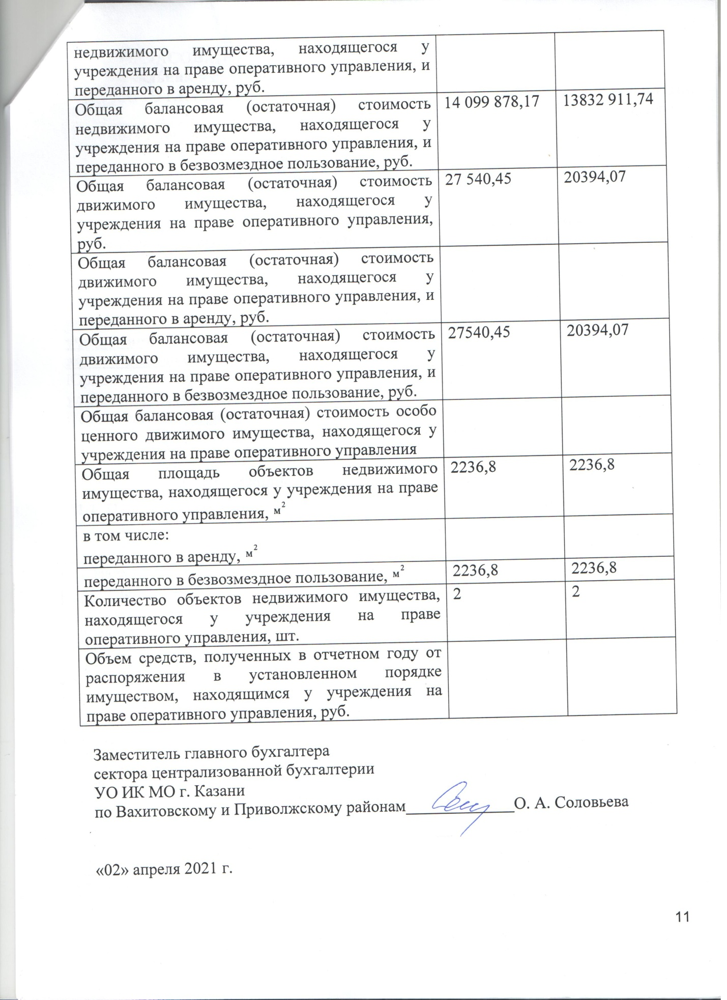 недвижимого имущества, находящегося у
учреждения на праве оперативного управления, и
переданного в аренду, руб.
Общая балансовая (остаточная) стоимость 14 099 878,17 13832 911,74
недвижимого имущества, находящегося у
учреждения на праве оперативного управления, и
переданного в безвозмездное пользование, руб.
Общая балансовая (остаточная) стоимость 27 540,45 20394,07
движимого имущества, находящегося у
учреждения на праве оперативного управления,
руб.
Общая балансовая (остаточная) стоимость
движимого имущества, находящегося у
учреждения на праве оперативного управления, и
переданного в аренду, руб.
Общая балансовая (остаточная) стоимость 27540,45 20394,07
движимого имущества, находящегося у
учреждения на праве оперативного управления, и
переданного в безвозмездное пользование, руб.
Общая балансовая (остаточная) стоимость особо
ценного движимого имущества, находящегося у
учреждения на праве оперативного управления
Общая площадь объектов недвижимого 2236,8 2236,8
имущества, находящегося у учреждения на праве
оперативного управления, м²
в том числе:
переданного в аренду, м²
переданного в безвозмездное пользование, м² 2236,8 2236,8
Количество объектов недвижимого имущества, 2 2
находящегося у учреждения на праве
оперативного управления, шт.
Объем средств, полученных в отчетном году от
распоряжения в установленном порядке
имуществом, находящимся у учреждения на
праве оперативного управления, руб.
Заместитель главного бухгалтера
сектора централизованной бухгалтерии
УО ИК МО г. Казани
по Вахитовскому и Приволжскому районам______________О. А. Соловьева
«02» апреля 2021 г.
11